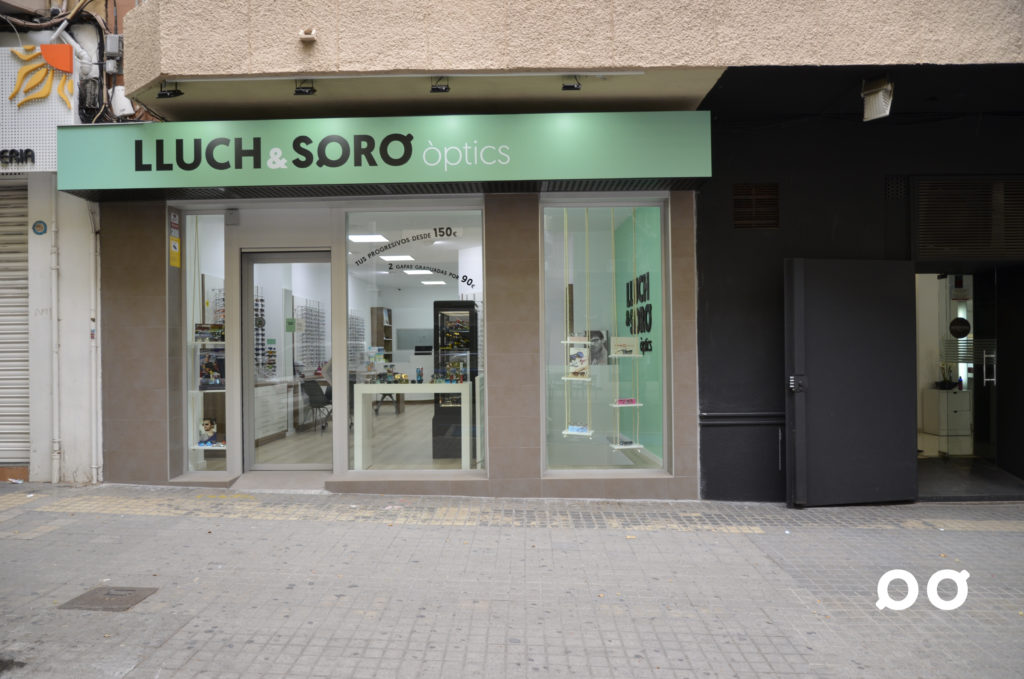 ERIA
LLUCH & SORO òptics
TUS PROGRESIVOS DESDE 150€
2 GAFAS GRADUADAS POR 90€
LLUCH
& SORO
òptics